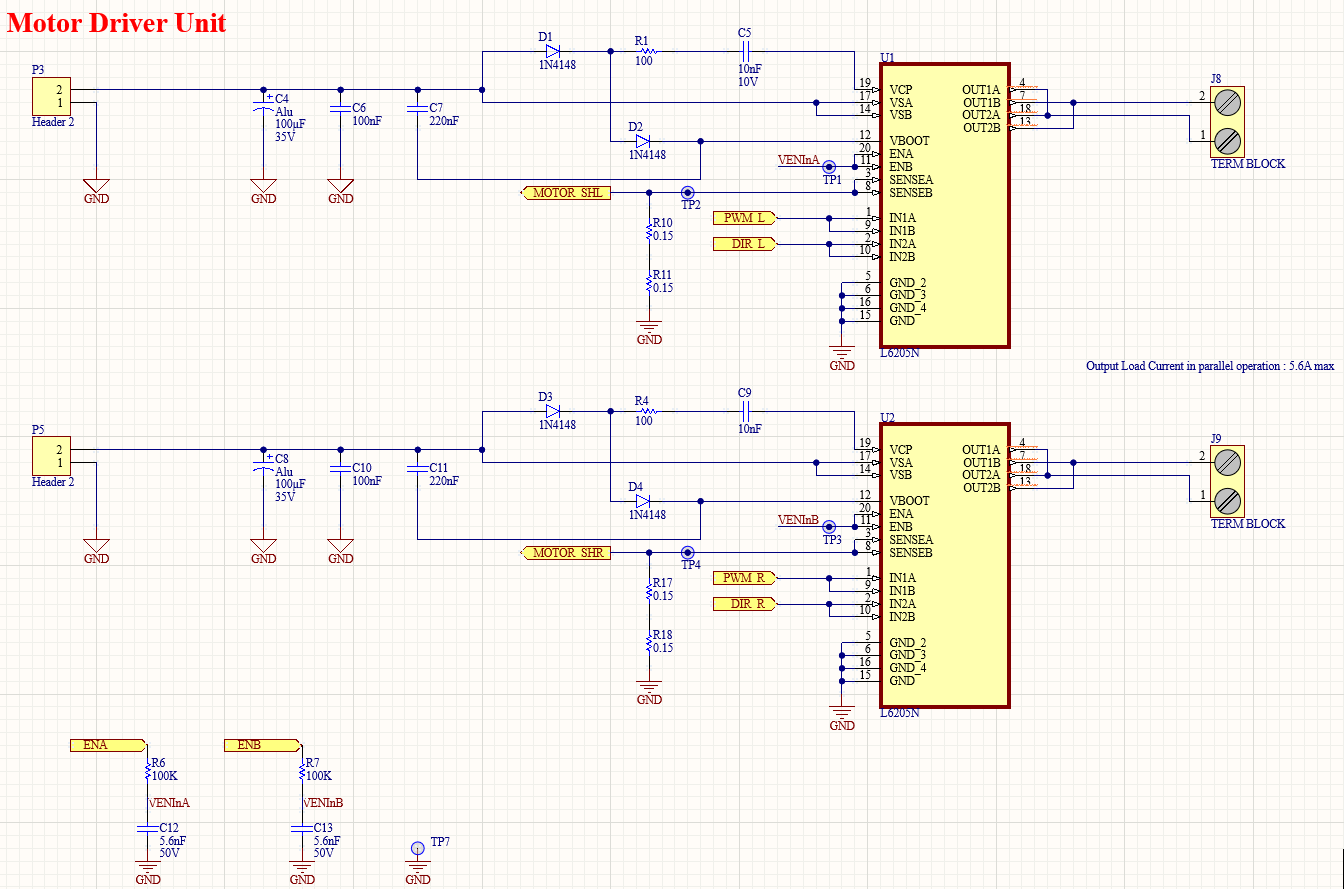 Motor Driver Unit
P3
2
1
Header 2
GND
C4
Alu
100µF
35V
GND
C6
100nF
GND
C7
220nF
D1
1N4148
R1
100
C5
10nF
10V
D2
1N4148
VENInA
TP1
MOTOR SHL
TP2
R10
0.15
R11
0.15
GND
PWM L
DIR L
U1
19 VCP
17 VSA
14 VSB
12 VBOOT
20 ENA
11 ENB
3 SENSEA
8 SENSEB
1 IN1A
9 IN1B
2 IN2A
10 IN2B
5 GND_2
6 GND_3
16 GND_4
15 GND
OUT1A 4
OUT1B 7
OUT2A 18
OUT2B 13
L6205N
GND
J8
2
1
TERM BLOCK
Output Load Current in parallel operation : 5.6A max
P5
2
1
Header 2
GND
C8
Alu
100µF
35V
GND
C10
100nF
GND
C11
220nF
D3
1N4148
R4
100
C9
10nF
D4
1N4148
VENInB
TP3
MOTOR SHR
TP4
R17
0.15
R18
0.15
GND
PWM R
DIR R
U2
19 VCP
17 VSA
14 VSB
12 VBOOT
20 ENA
11 ENB
3 SENSEA
8 SENSEB
1 IN1A
9 IN1B
2 IN2A
10 IN2B
5 GND_2
6 GND_3
16 GND_4
15 GND
OUT1A 4
OUT1B 7
OUT2A 18
OUT2B 13
L6205N
GND
J9
2
1
TERM BLOCK
ENA
R6
100K
VENInA
C12
5.6nF
50V
GND
ENB
R7
100K
VENInB
C13
5.6nF
50V
GND
TP7
GND